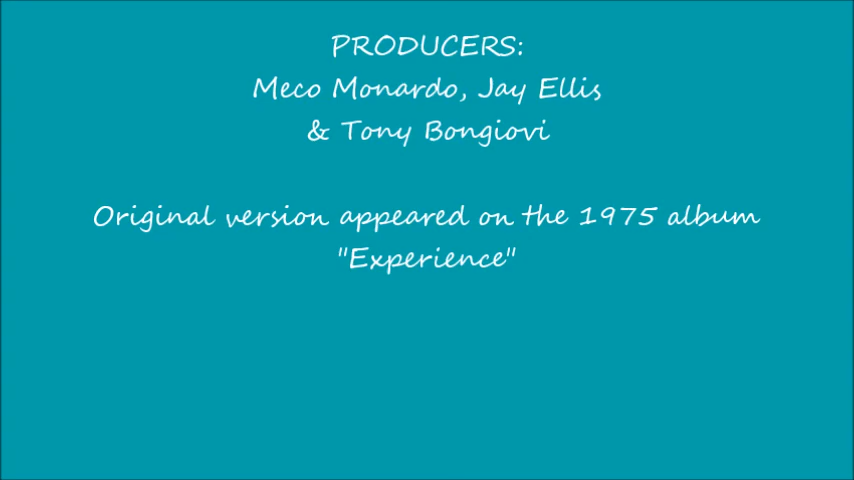 PRODUCERS:
Meco Monardo, Jay Ellis
& Tony Bongiovi
Original version appeared on the 1975 album
"Experience"